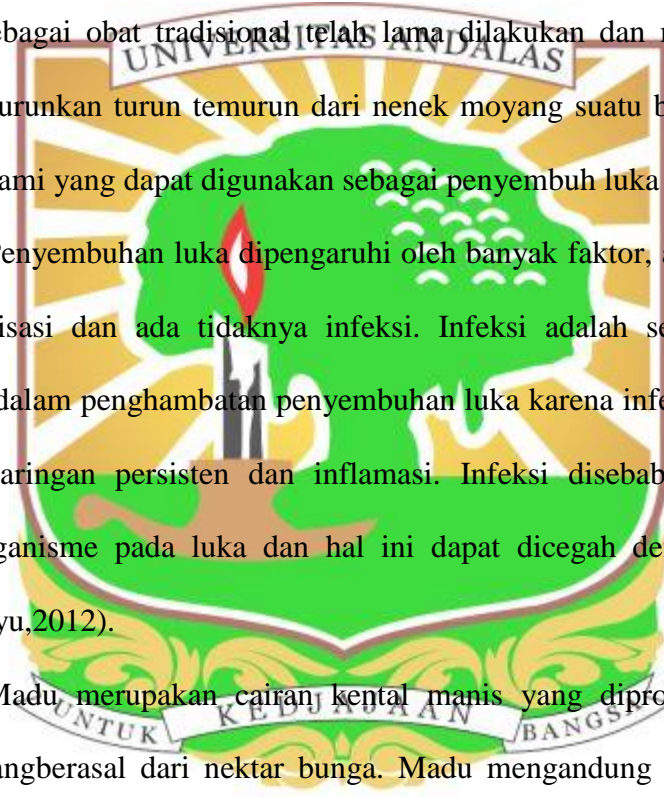 ebagai obat tradisional telah lama dilakukan dan
UNIVERSITAS ANDALAS
urunkan turun temurun dari nenek moyang suatu b
ami yang dapat digunakan sebagai penyembuh luka
Penyembuhan luka dipengaruhi oleh banyak faktor, a
isasi dan ada tidaknya infeksi. Infeksi adalah se
dalam penghambatan penyembuhan luka karena infe
aringan persisten dan inflamasi. Infeksi disebab
ganisme pada luka dan hal ini dapat dicegah de
yu,2012).
Madu merupakan cairan kental manis yang dipro
UNTUK KEDJAJAAN BANGSA
angberasal dari nektar bunga. Madu mengandung